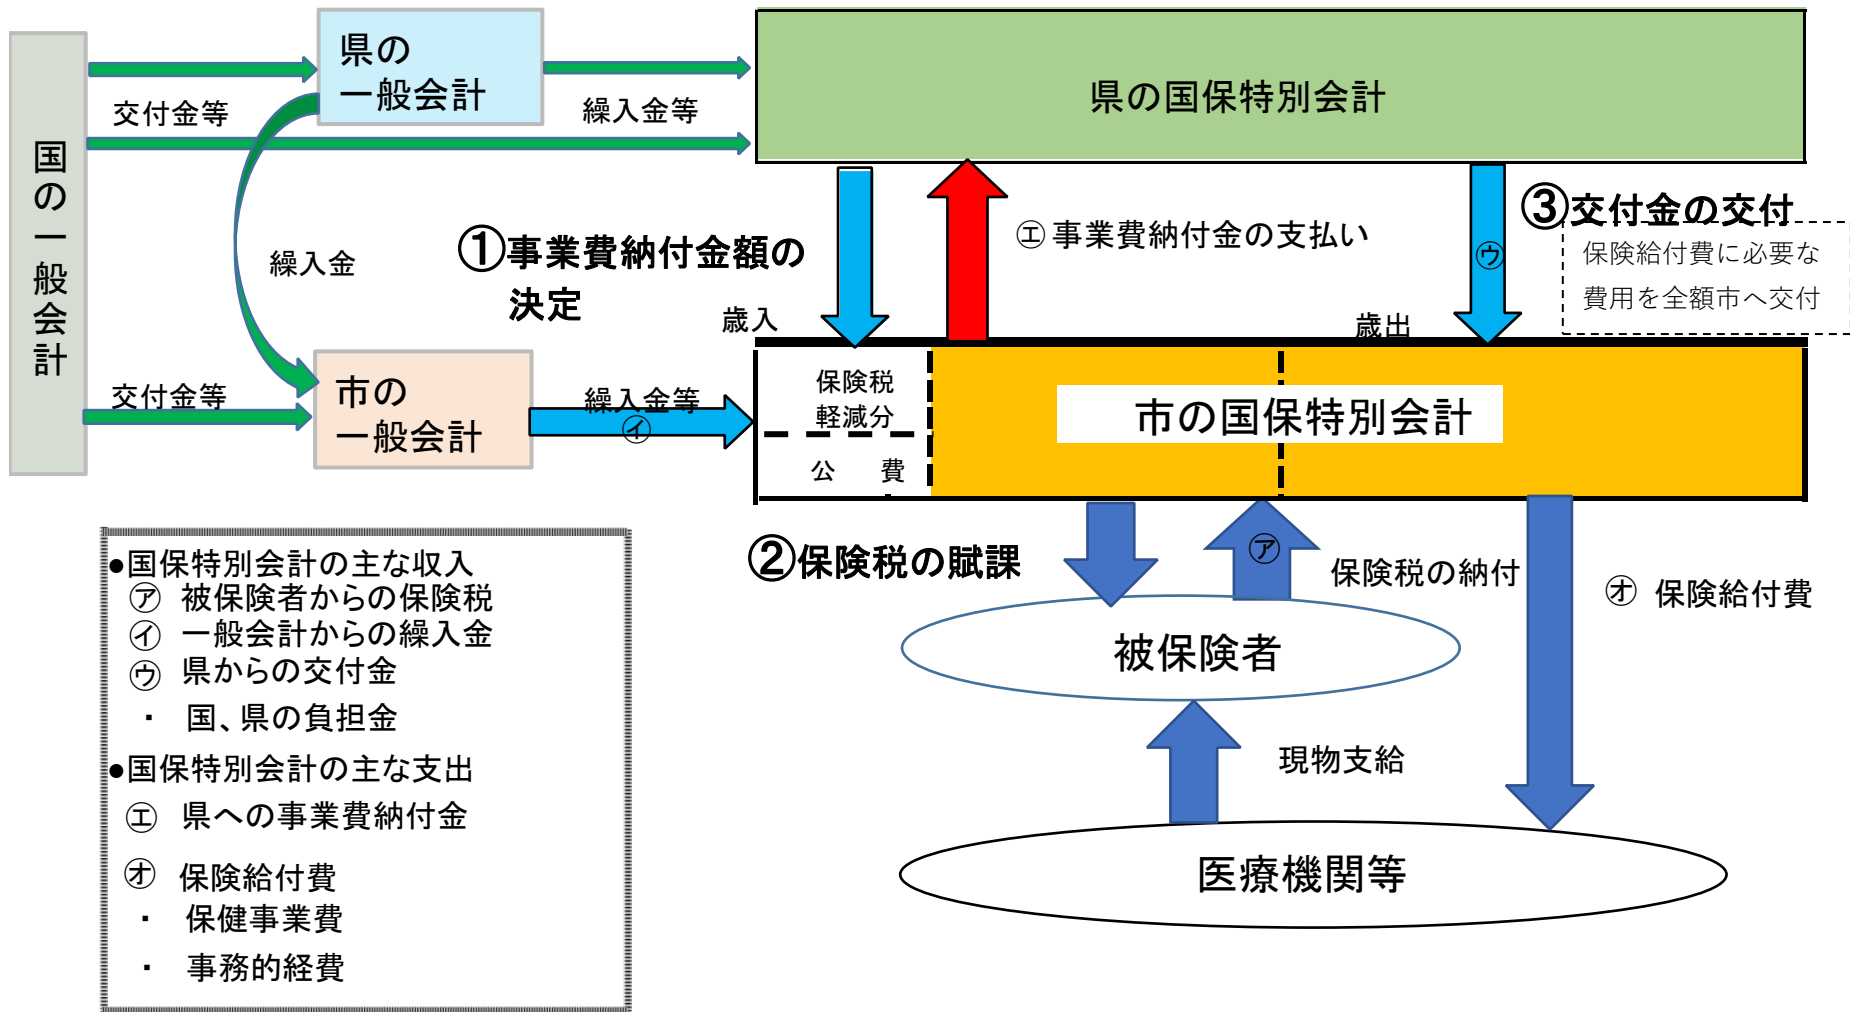 県の
一般会計
県の国保特別会計
交付金等
繰入金等
国の一般会計
③交付金の交付
保険給付費に必要な
費用を全額市へ交付
㋓事業費納付金の支払い
㋒
①事業費納付金額の
決定
繰入金
歳入
歳出
市の
一般会計
交付金等
繰入金等
㋑
保険税
軽減分
公 費
市の国保特別会計
②保険税の賦課
㋐
保険税の納付
㋔ 保険給付費
被保険者
現物支給
医療機関等
●国保特別会計の主な収入
㋐ 被保険者からの保険税
㋑ 一般会計からの繰入金
㋒ 県からの交付金
・ 国、県の負担金
●国保特別会計の主な支出
㋓ 県への事業費納付金
㋔ 保険給付費
・ 保健事業費
・ 事務的経費